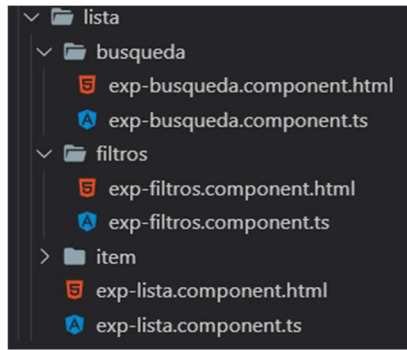 lista
busqueda
exp-busqueda.component.html
exp-busqueda.component.ts
filtros
exp-filtros.component.html
exp-filtros.component.ts
item
exp-lista.component.html
exp-lista.component.ts